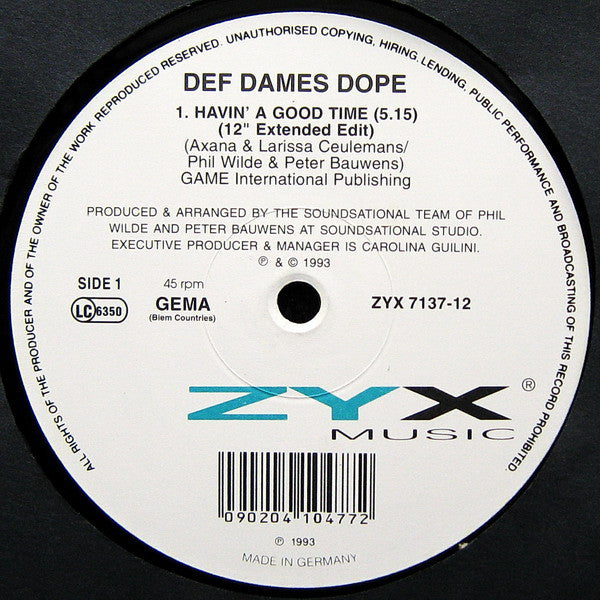 ALL RIGHTS OF THE PRODUCER AND OF THE OWNER OF THE WORK REPRODUCED RESERVED. UNAUTHORISED COPYING, HIRING, LENDING, PUBLIC PERFORMANCE AND BROADCASTING OF THIS RECORD PROHIBITED.
DEF DAMES DOPE
1. HAVIN' A GOOD TIME (5.15)
(12" Extended Edit)
(Axana & Larissa Ceulemans/
Phil Wilde & Peter Bauwens)
GAME International Publishing
PRODUCED & ARRANGED BY THE SOUNDSATIONAL TEAM OF PHIL
WILDE AND PETER BAUWENS AT SOUNDSATIONAL STUDIO.
EXECUTIVE PRODUCER & MANAGER IS CAROLINA GUILINI.
℗ & © 1993
SIDE 1 45 rpm
LC 6350 GEMA ZYX 7137-12
(Biem Countries)
ZYX ®
MUSIC
090204 104772
℗ 1993
MADE IN GERMANY